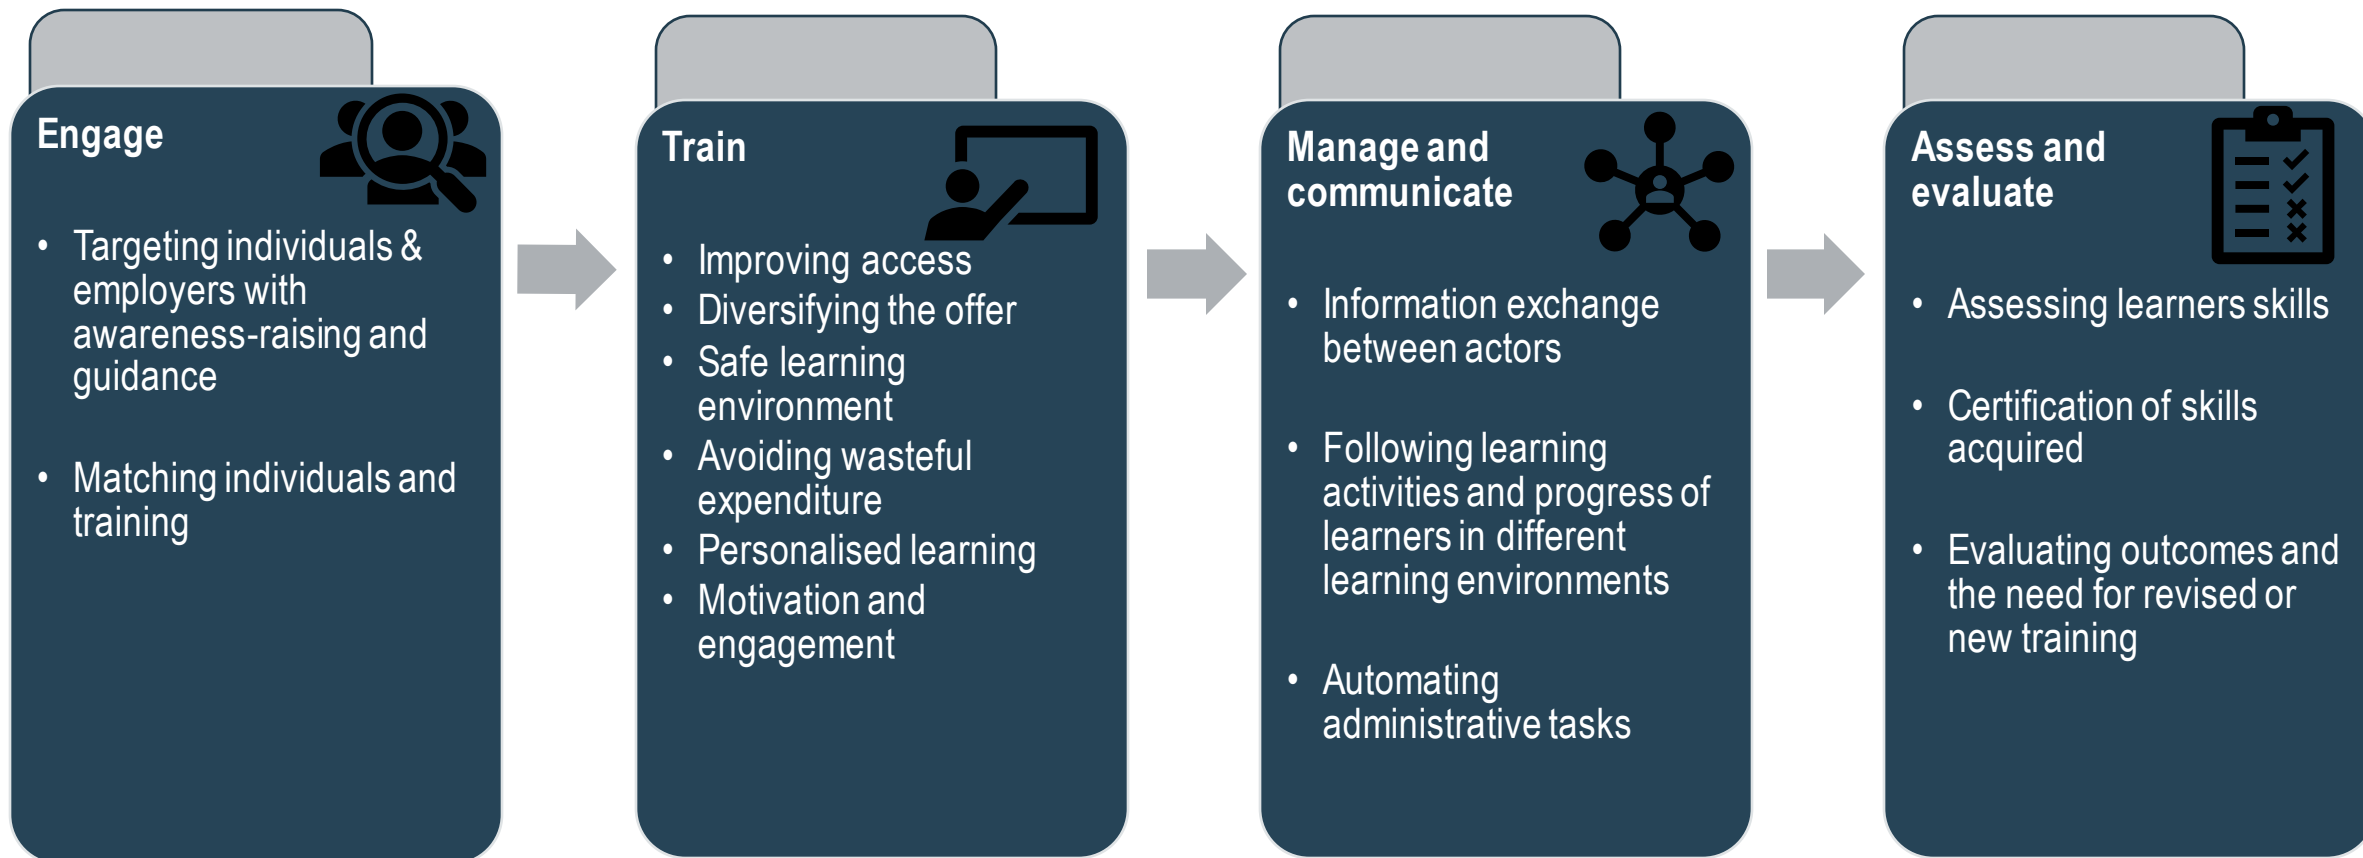 Engage
• Targeting individuals &
employers with
awareness-raising and
guidance
• Matching individuals and
training
Train
• Improving access
• Diversifying the offer
• Safe learning
environment
• Avoiding wasteful
expenditure
• Personalised learning
• Motivation and
engagement
Manage and
communicate
• Information exchange
between actors
• Following learning
activities and progress of
learners in different
learning environments
• Automating
administrative tasks
Assess and
evaluate
• Assessing learners skills
• Certification of skills
acquired
• Evaluating outcomes and
the need for revised or
new training